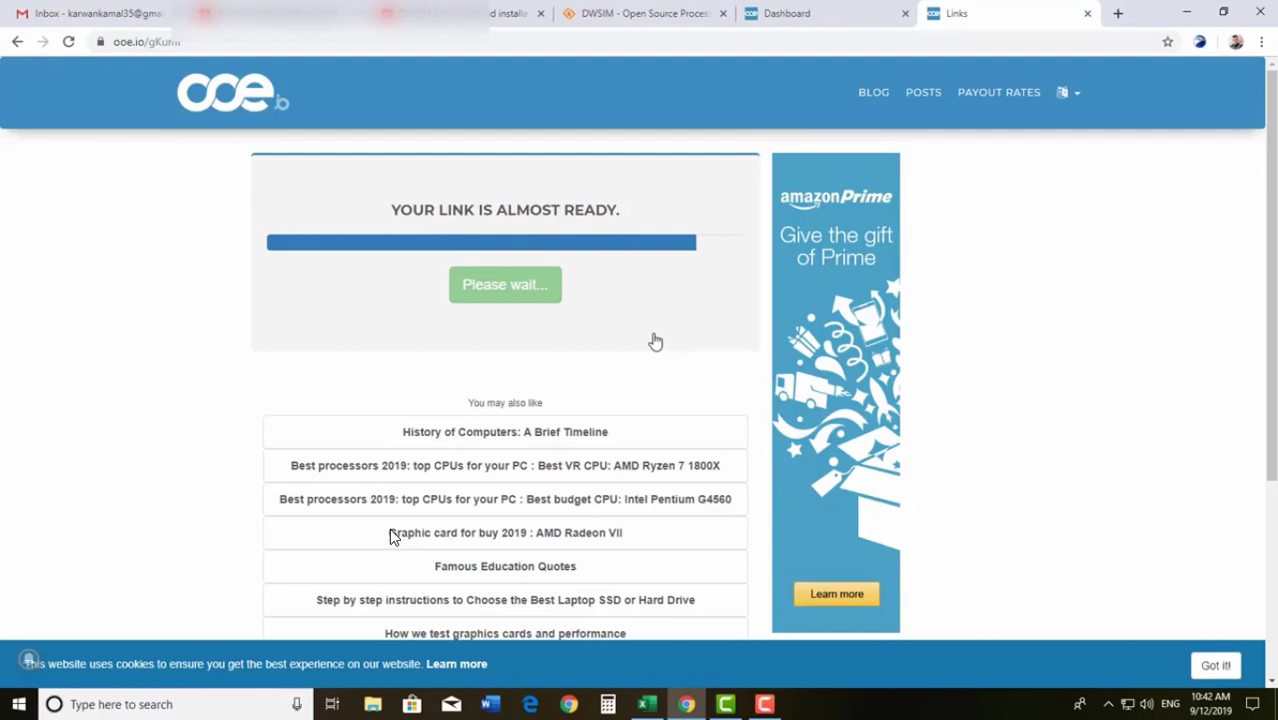 Inbox - karwankamal35@gma
d installa
DWSIM - Open Source Process
Dashboard
Links
ooe.io/gKum
ooe.io
BLOG
POSTS
PAYOUT RATES
YOUR LINK IS ALMOST READY.
Please wait...
amazonPrime
Give the gift
of Prime
Learn more
You may also like
History of Computers: A Brief Timeline
Best processors 2019: top CPUs for your PC : Best VR CPU: AMD Ryzen 7 1800X
Best processors 2019: top CPUs for your PC : Best budget CPU: Intel Pentium G4560
Graphic card for buy 2019 : AMD Radeon VII
Famous Education Quotes
Step by step instructions to Choose the Best Laptop SSD or Hard Drive
How we test graphics cards and performance
This website uses cookies to ensure you get the best experience on our website. Learn more
Got it!
Type here to search
ENG
10:42 AM
9/12/2019